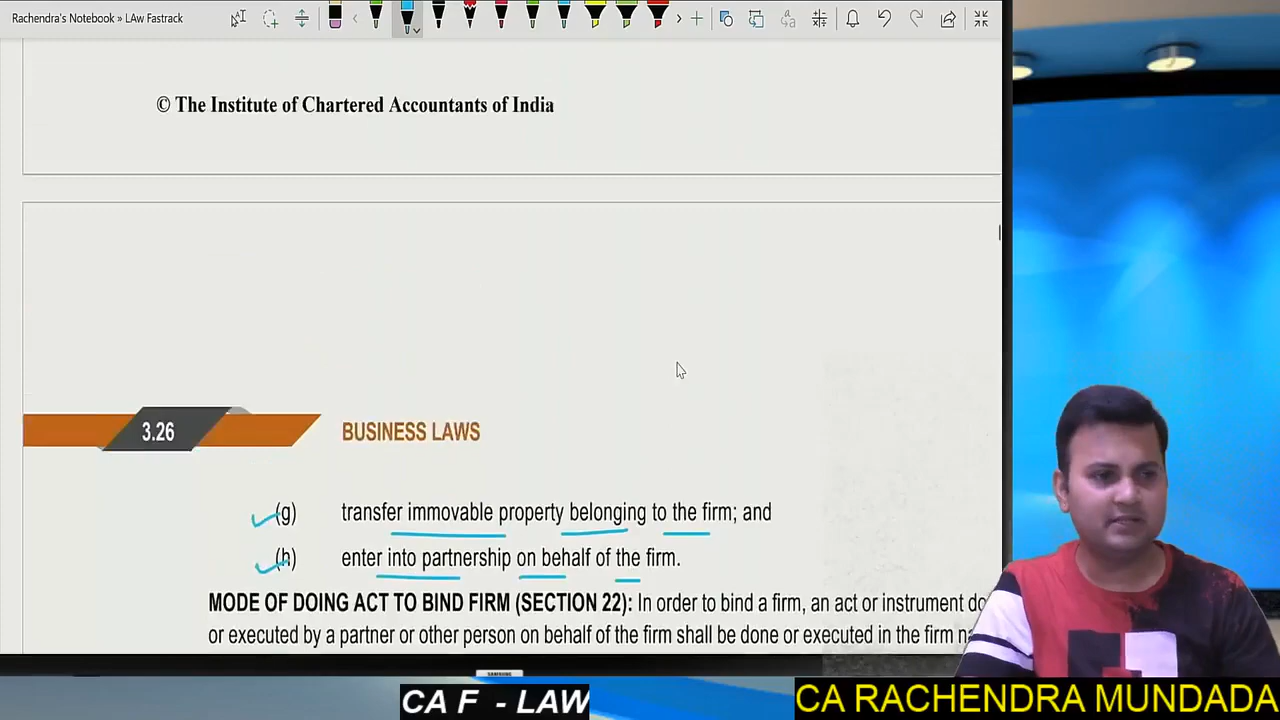 Rachendra's Notebook » LAw Fastrack
© The Institute of Chartered Accountants of India
3.26
BUSINESS LAWS
(g) transfer immovable property belonging to the firm; and
(h) enter into partnership on behalf of the firm.
MODE OF DOING ACT TO BIND FIRM (SECTION 22): In order to bind a firm, an act or instrument
or executed by a partner or other person on behalf of the firm shall be done or executed in the firm
SAMSUNG
CA F - LAW
CA RACHENDRA MUNDADA